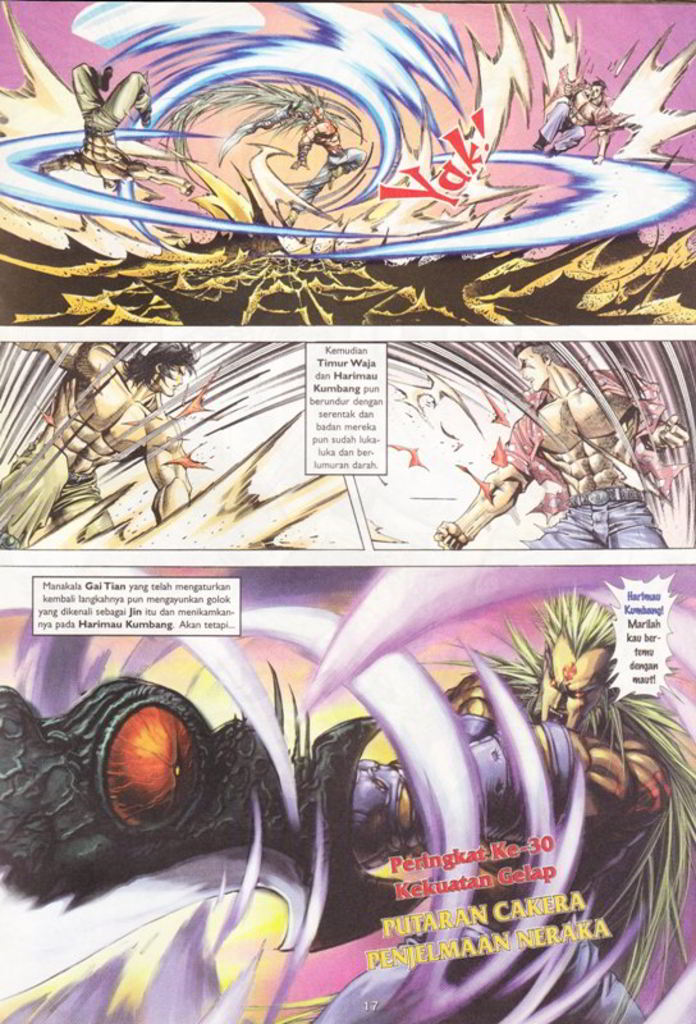 Yak!
Kemudian
Timur Waja
dan Harimau
Kumbang pun
berundur dengan
serentak dan
badan mereka
pun sudah luka-
luka dan ber-
lumuran darah.
Manakala Gai Tian yang telah mengaturkan
kembali langkahnya pun mengayunkan golok
yang dikenali sebagai Jin itu dan menikamkan-
nya pada Harimau Kumbang. Akan tetapi...
Harimau
Kumbang!
Marilah
kau ber-
temu
dengan
maut!
Peringkat Ke-30
Kekuatan Gelap
PUTARAN CAKERA
PENJELMAAN NERAKA
17